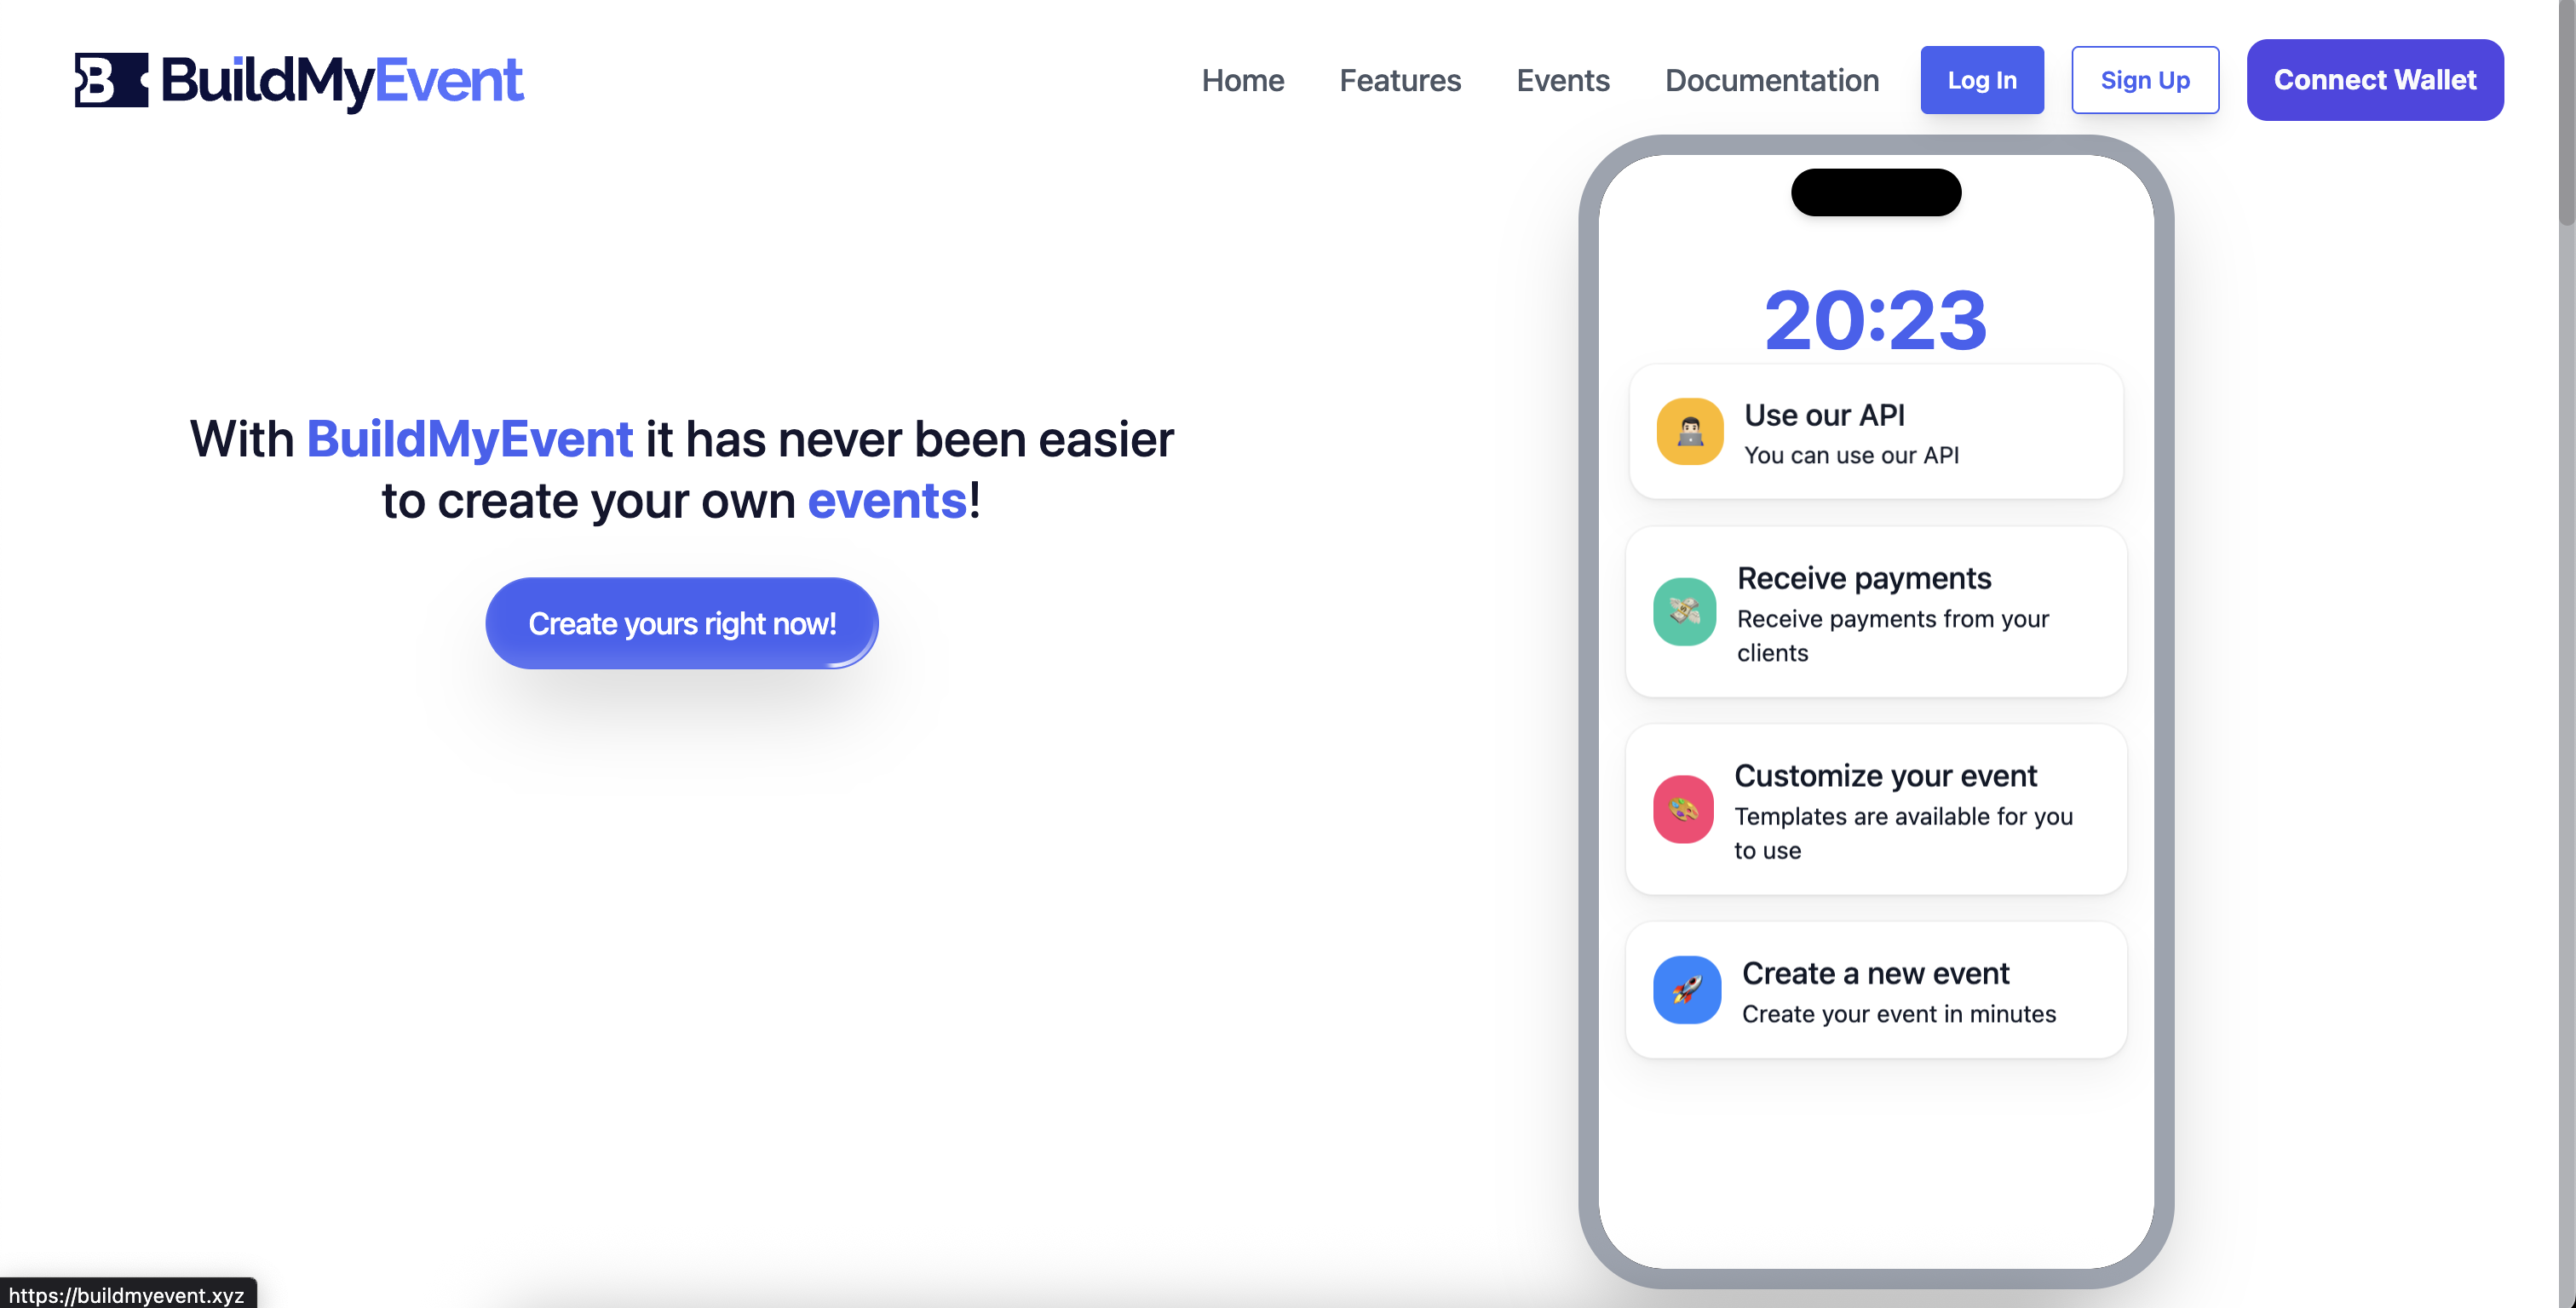 B BuildMyEvent
Home Features Events Documentation Log In Sign Up Connect Wallet
With BuildMyEvent it has never been easier
to create your own events!
Create yours right now!
20:23
Use our API
You can use our API
Receive payments
Receive payments from your
clients
Customize your event
Templates are available for you
to use
Create a new event
Create your event in minutes
https://buildmyevent.xyz